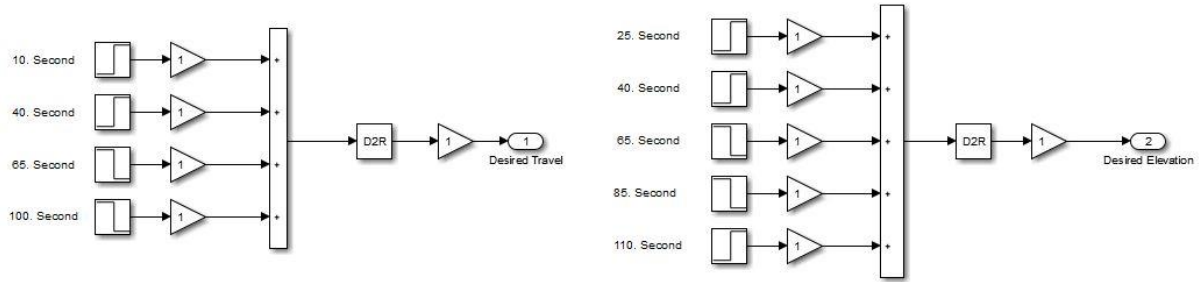 10. Second
1
+
40. Second
1
+
65. Second
1
+
100. Second
1
+
D2R
1
1
Desired Travel
25. Second
1
+
40. Second
1
+
65. Second
1
+
85. Second
1
+
110. Second
1
+
D2R
1
2
Desired Elevation